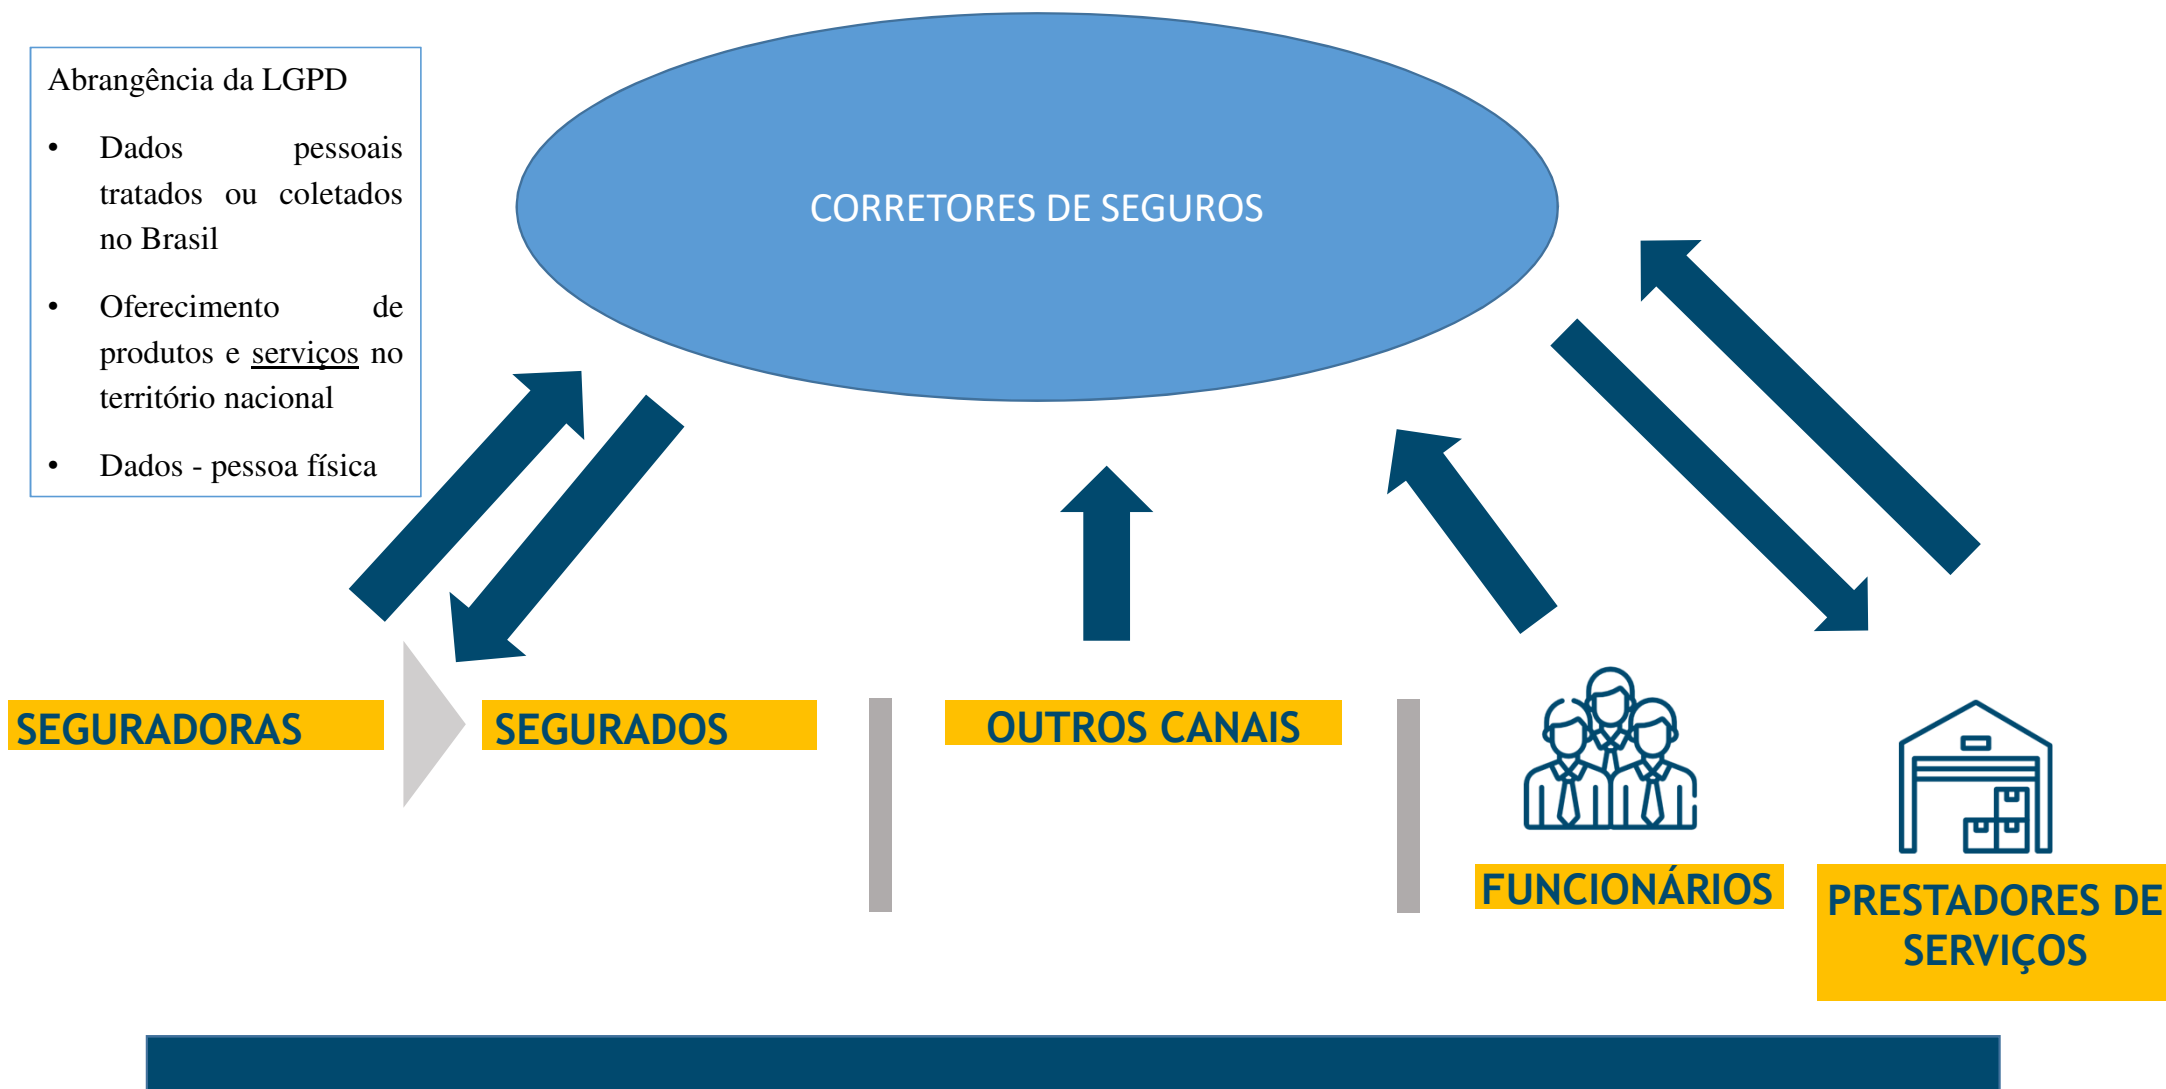 Abrangência da LGPD
• Dados pessoais
tratados ou coletados
no Brasil
• Oferecimento de
produtos e serviços no
território nacional
• Dados - pessoa física
CORRETORES DE SEGUROS
SEGURADORAS
SEGURADOS
OUTROS CANAIS
FUNCIONÁRIOS
PRESTADORES DE
SERVIÇOS